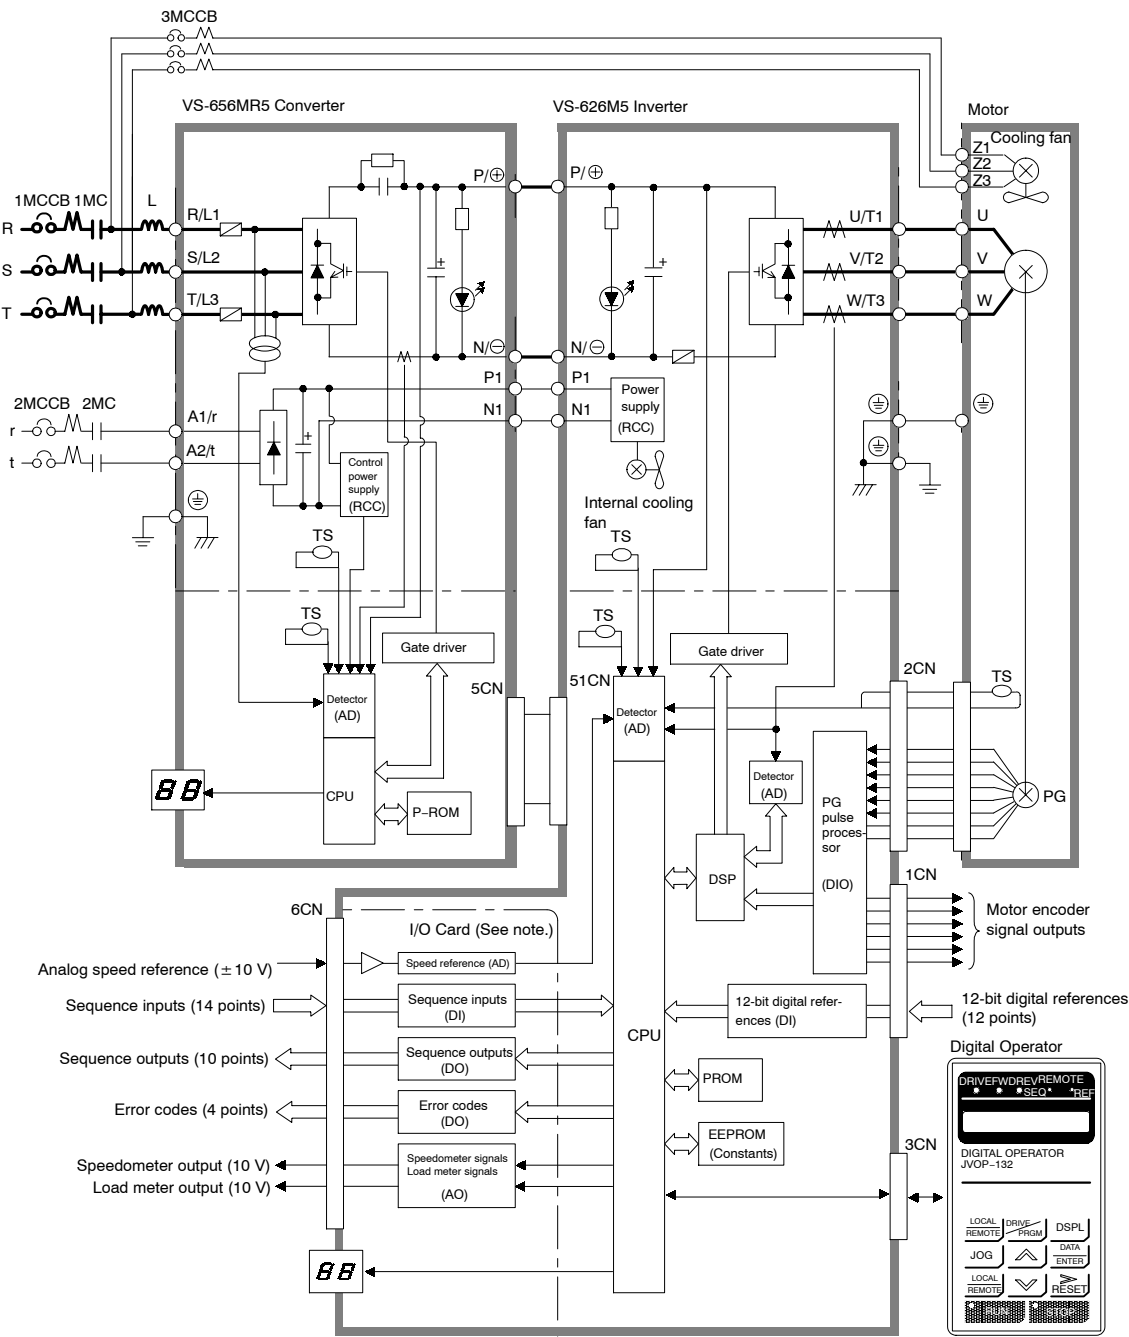 3MCCB
VS-656MR5 Converter
VS-626M5 Inverter
Motor
Cooling fan
Z1
Z2
Z3
P/⊕
P/⊕
1MCCB 1MC
L
R/L1
U/T1
U
R
S/L2
V/T2
V
S
T/L3
W/T3
W
T
N/⊖
N/⊖
P1
P1
Power
supply
(RCC)
2MCCB 2MC
A1/r
N1
N1
r
A2/t
t
Control
power
supply
(RCC)
Internal cooling
fan
TS
TS
TS
TS
Gate driver
Gate driver
5CN
51CN
2CN
TS
Detector
(AD)
Detector
(AD)
Detector
(AD)
88
CPU
P-ROM
PG
pulse
proces-
sor
(DIO)
PG
DSP
1CN
6CN
I/O Card (See note.)
Motor encoder
signal outputs
Analog speed reference (±10 V)
Speed reference (AD)
Sequence inputs (14 points)
Sequence inputs
(DI)
12-bit digital refer-
ences (DI)
12-bit digital references
(12 points)
CPU
Sequence outputs (10 points)
Sequence outputs
(DO)
Digital Operator
PROM
DRIVE FWD REV REMOTE
SEQ REF
Error codes (4 points)
Error codes
(DO)
EEPROM
(Constants)
3CN
DIGITAL OPERATOR
JVOP-132
Speedometer output (10 V)
Load meter output (10 V)
Speedometer signals
Load meter signals
(AO)
LOCAL
REMOTE
DRIVE
PRGM
DSPL
JOG
DATA
ENTER
LOCAL
REMOTE
RESET
RUN
STOP
88